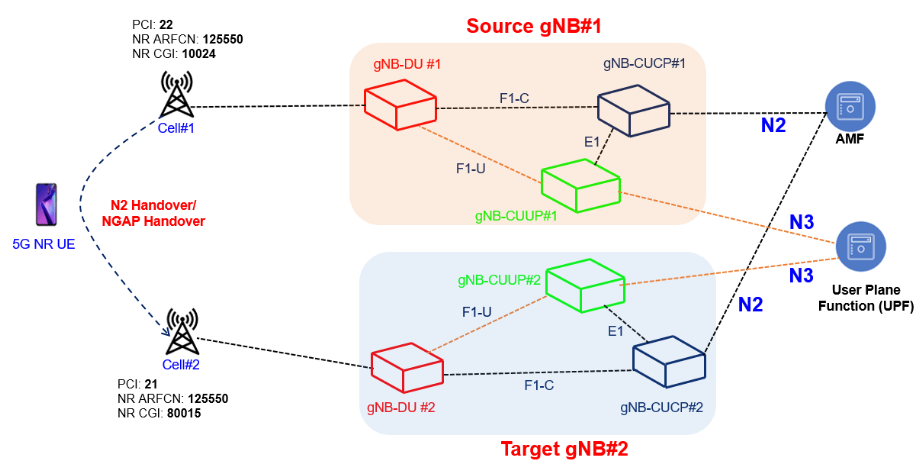 Source gNB#1
PCI: 22
NR ARFCN: 125550
NR CGI: 10024
Cell#1
gNB-DU #1
gNB-CUCP#1
F1-C
E1
F1-U
gNB-CUUP#1
N2
AMF
N2 Handover/
NGAP Handover
5G NR UE
N3
N3
User Plane
Function (UPF)
N2
gNB-CUUP#2
F1-U
E1
Cell#2
F1-C
gNB-DU #2
gNB-CUCP#2
PCI: 21
NR ARFCN: 125550
NR CGI: 80015
Target gNB#2